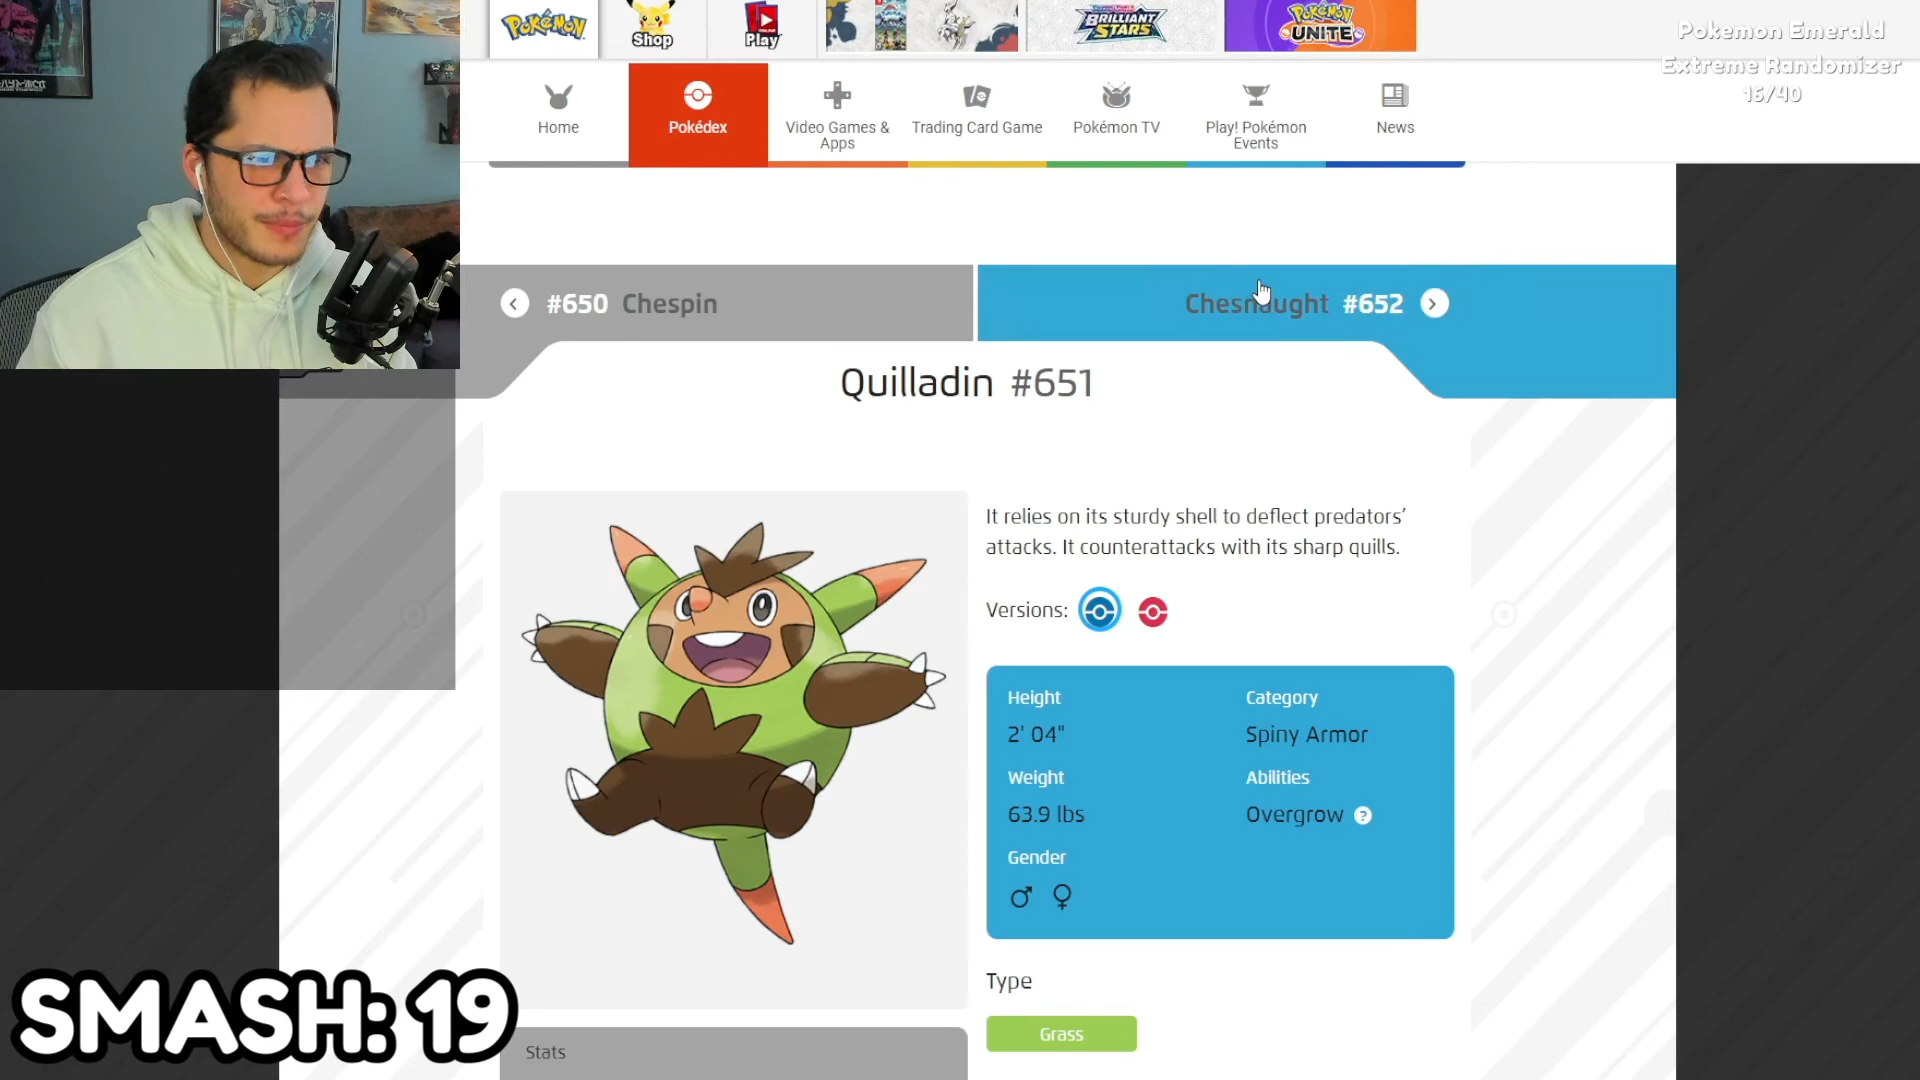 Pokémon
Shop
Play
BRILLIANT
STARS
POKÉMON
UNITE
Pokemon Emerald
Extreme Randomizer
16/40
Home
Pokédex
Video Games &
Apps
Trading Card Game
Pokémon TV
Play! Pokémon
Events
News
#650 Chespin
Chesnaught #652
Quilladin #651
It relies on its sturdy shell to deflect predators’
attacks. It counterattacks with its sharp quills.
Versions:
Height
2' 04"
Category
Spiny Armor
Weight
63.9 lbs
Abilities
Overgrow ?
Gender
Type
Grass
Stats
SMASH: 19